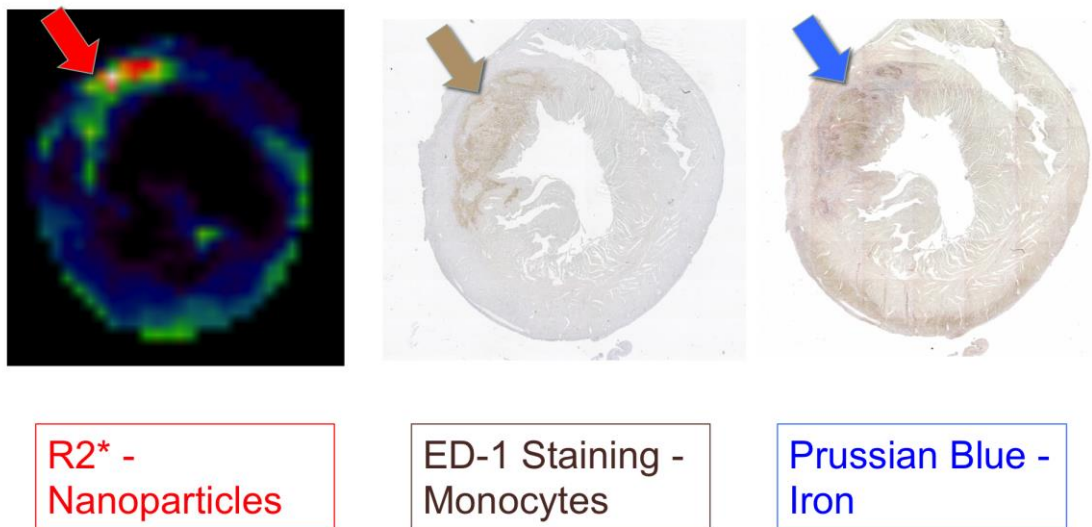 R2* -
Nanoparticles
ED-1 Staining -
Monocytes
Prussian Blue -
Iron